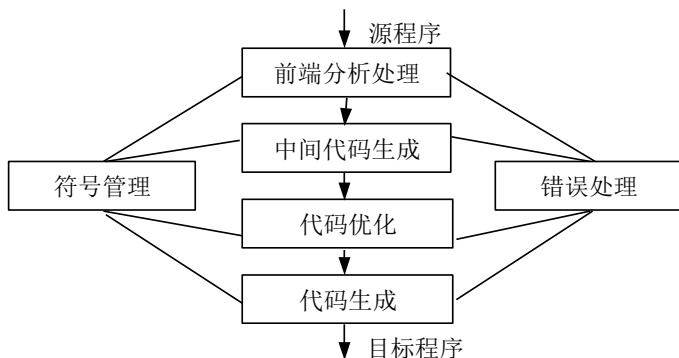 源程序
前端分析处理
中间代码生成
符号管理
错误处理
代码优化
代码生成
目标程序